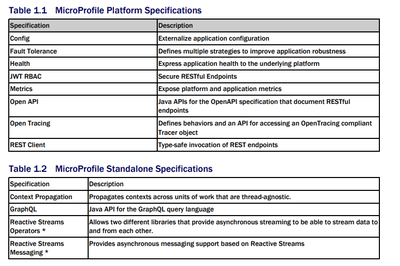 Table 1.1 MicroProfile Platform Specifications
Specification Description
Config Externalize application configuration
Fault Tolerance Defines multiple strategies to improve application robustness
Health Express application health to the underlying platform
JWT RBAC Secure RESTful Endpoints
Metrics Expose platform and application metrics
Open API Java APIs for the OpenAPI specification that document RESTful
endpoints
Open Tracing Defines behaviors and an API for accessing an OpenTracing compliant
Tracer object
REST Client Type-safe invocation of REST endpoints
Table 1.2 MicroProfile Standalone Specifications
Specification Description
Context Propagation Propagates contexts across units of work that are thread-agnostic.
GraphQL Java API for the GraphQL query language
Reactive Streams Allows two different libraries that provide asynchronous streaming to be able to stream data to
Operators * and from each other.
Reactive Streams Provides asynchronous messaging support based on Reactive Streams
Messaging *